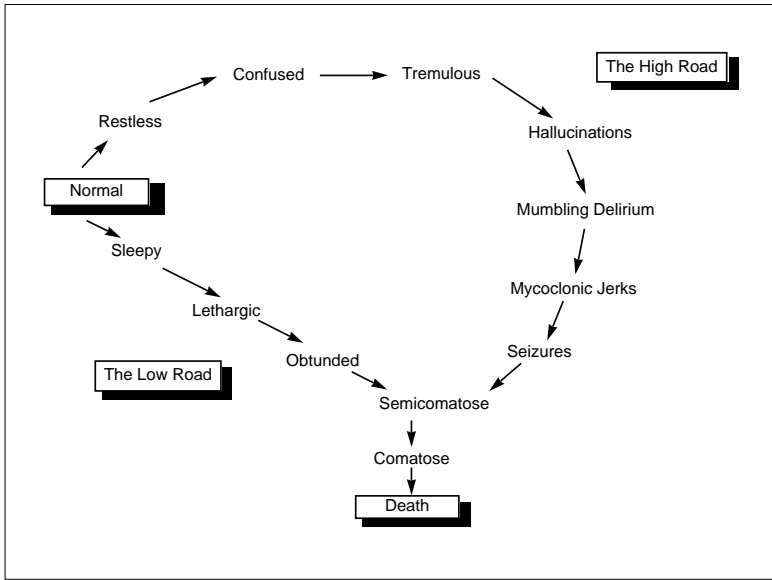 Confused
Tremulous
The High Road
Restless
Hallucinations
Normal
Mumbling Delirium
Sleepy
Mycoclonic Jerks
Lethargic
Seizures
Obtunded
The Low Road
Semicomatose
Comatose
Death